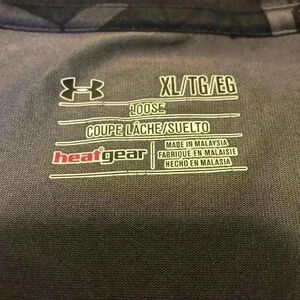 XL/TG/EG
LOOSE
COUPE LÂCHE/SUELTO
heatgear
MADE IN MALAYSIA
FABRIQUÉ EN MALAISIE
HECHO EN MALASIA